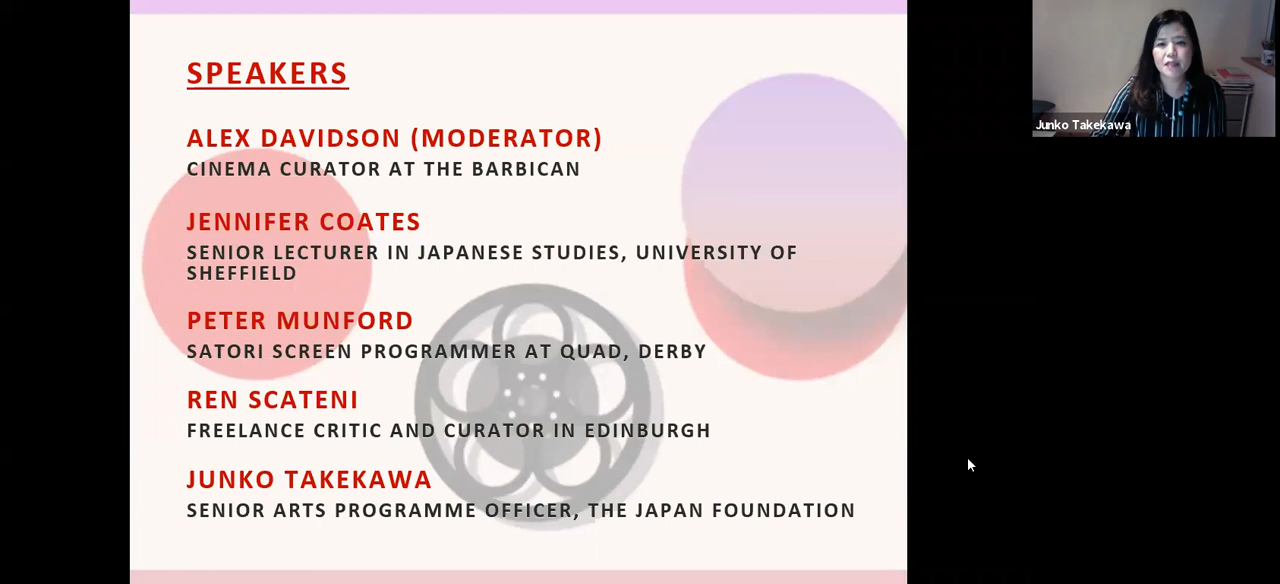 SPEAKERS
ALEX DAVIDSON (MODERATOR)
CINEMA CURATOR AT THE BARBICAN
JENNIFER COATES
SENIOR LECTURER IN JAPANESE STUDIES, UNIVERSITY OF
SHEFFIELD
PETER MUNFORD
SATORI SCREEN PROGRAMMER AT QUAD, DERBY
REN SCATENI
FREELANCE CRITIC AND CURATOR IN EDINBURGH
JUNKO TAKEKAWA
SENIOR ARTS PROGRAMME OFFICER, THE JAPAN FOUNDATION
Junko Takekawa